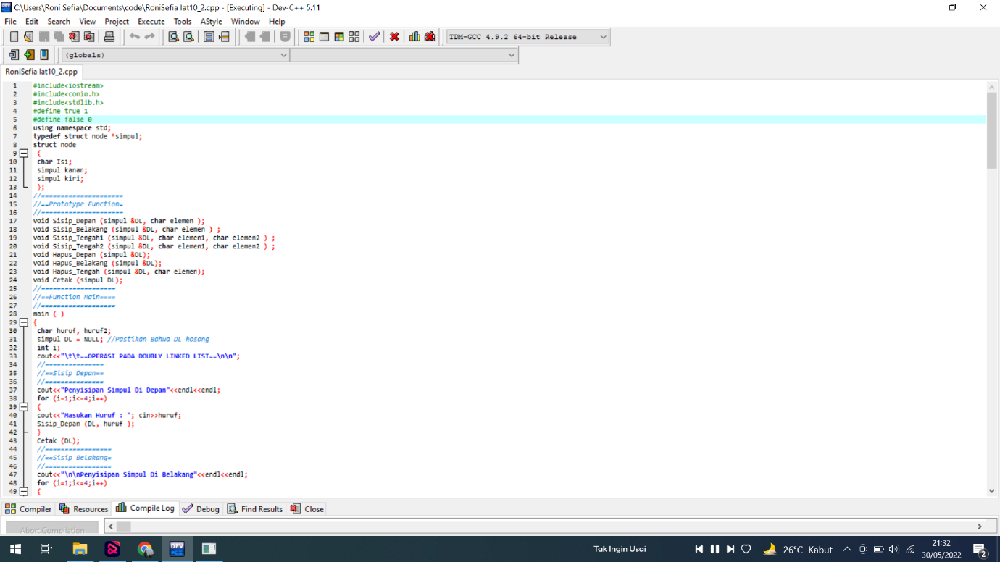 C:\Users\Roni Sefia\Documents\code\RoniSefia lat10_2.cpp - [Executing] - Dev-C++ 5.11
File Edit Search View Project Execute Tools AStyle Window Help
TDM-GCC 4.9.2 64-bit Release
(globals)
RoniSefia lat10_2.cpp
1 #include<iostream>
2 #include<conio.h>
3 #include<stdlib.h>
4 #define true 1
5 #define false 0
6 using namespace std;
7 typedef struct node *simpul;
8 struct node
9 {
10 char Isi;
11 simpul kanan;
12 simpul kiri;
13 };
14 //=====================
15 //==Prototype Function=
16 //=====================
17 void Sisip_Depan (simpul &DL, char elemen );
18 void Sisip_Belakang (simpul &DL, char elemen ) ;
19 void Sisip_Tengah1 (simpul &DL, char elemen1, char elemen2 ) ;
20 void Sisip_Tengah2 (simpul &DL, char elemen1, char elemen2 ) ;
21 void Hapus_Depan (simpul &DL);
22 void Hapus_Belakang (simpul &DL);
23 void Hapus_Tengah (simpul &DL, char elemen);
24 void Cetak (simpul DL);
25 //===================
26 //==Function Main====
27 //===================
28 main ( )
29 {
30 char huruf, huruf2;
31 simpul DL = NULL; //Pastikan Bahwa DL kosong
32 int i;
33 cout<<"\t\t==OPERASI PADA DOUBLY LINKED LIST==\n\n";
34 //===============
35 //==Sisip Depan==
36 //===============
37 cout<<"Penyisipan Simpul Di Depan"<<endl<<endl;
38 for (i=1;i<=4;i++)
39 {
40 cout<<"Masukan Huruf : "; cin>>huruf;
41 Sisip_Depan (DL, huruf );
42 }
43 Cetak (DL);
44 //=================
45 //==Sisip Belakang=
46 //=================
47 cout<<"\n\nPenyisipan Simpul Di Belakang"<<endl<<endl;
48 for (i=1;i<=4;i++)
49 {
Compiler Resources Compile Log Debug Find Results Close
Abort Compilation
DEV
Tak Ingin Usai
26°C Kabut
21:32
30/05/2022
2